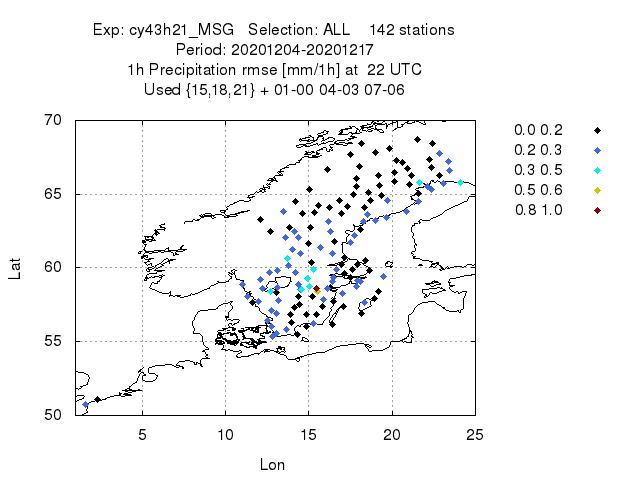 Exp: cy43h21_MSG   Selection: ALL    142 stations
Period: 20201204-20201217
1h Precipitation rmse [mm/1h] at  22 UTC
Used {15,18,21} + 01-00 04-03 07-06
70
65
60
55
50
Lat
5 10 15 20 25
Lon
0.0 0.2
0.2 0.3
0.3 0.5
0.5 0.6
0.8 1.0